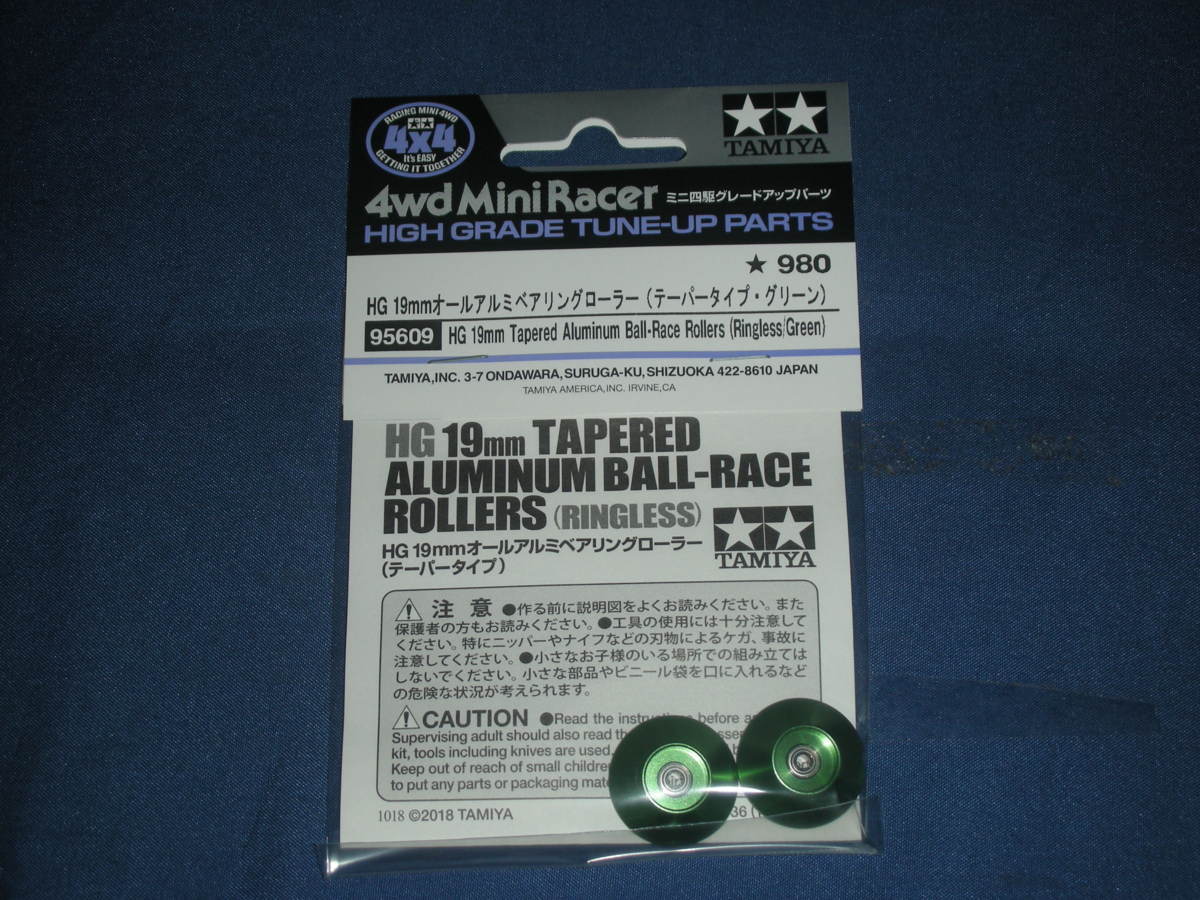 RACING MINI 4WD
4x4
It's EASY
GETTING IT TOGETHER
TAMIYA
4wd Mini Racer ミニ四駆グレードアップパーツ
HIGH GRADE TUNE-UP PARTS
★ 980
HG 19mmオールアルミベアリングローラー（テーパータイプ・グリーン）
95609 HG 19mm Tapered Aluminum Ball-Race Rollers (Ringless/Green)
TAMIYA,INC. 3-7 ONDAWARA, SURUGA-KU, SHIZUOKA 422-8610 JAPAN
TAMIYA AMERICA, INC. IRVINE, CA
HG 19mm TAPERED
ALUMINUM BALL-RACE
ROLLERS (RINGLESS)
HG 19mmオールアルミベアリングローラー
（テーパータイプ）
TAMIYA
注意 ●作る前に説明図をよくお読みください。また
保護者の方もお読みください。●工具の使用には十分注意して
ください。特にニッパーやナイフなどの刃物によるケガ、事故に
注意してください。●小さなお子様のいる場所での組み立ては
しないでください。小さな部品やビニール袋を口に入れるなど
の危険な状況が考えられます。
CAUTION ●Read the instructions before
Supervising adult should also read
kit, tools including knives are used.
Keep out of reach of small
to put any parts or packaging
1018 ©2018 TAMIYA